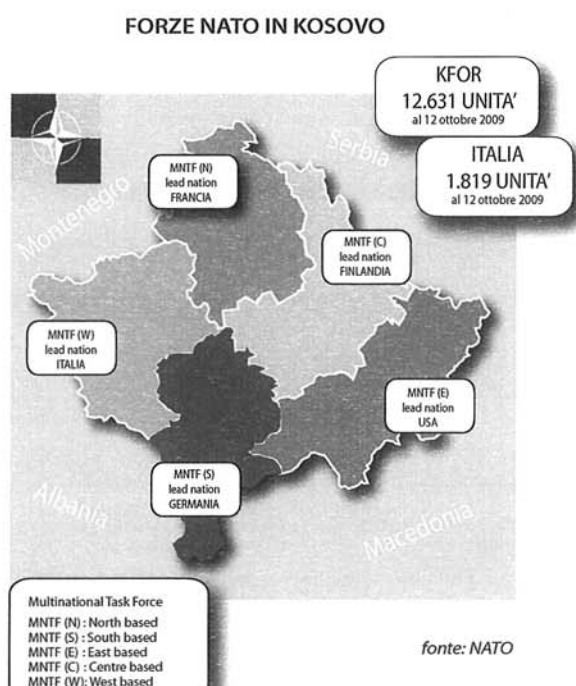 FORZE NATO IN KOSOVO
KFOR
12.631 UNITA'
al 12 ottobre 2009
ITALIA
1.819 UNITA'
al 12 ottobre 2009
Serbia
Montenegro
MNTF (N)
lead nation
FRANCIA
MNTF (C)
lead nation
FINLANDIA
MNTF (W)
lead nation
ITALIA
MNTF (E)
lead nation
USA
MNTF (S)
lead nation
GERMANIA
Albania
Macedonia
Multinational Task Force
MNTF (N) : North based
MNTF (S) : South based
MNTF (E) : East based
MNTF (C) : Centre based
MNTF (W): West based
fonte: NATO